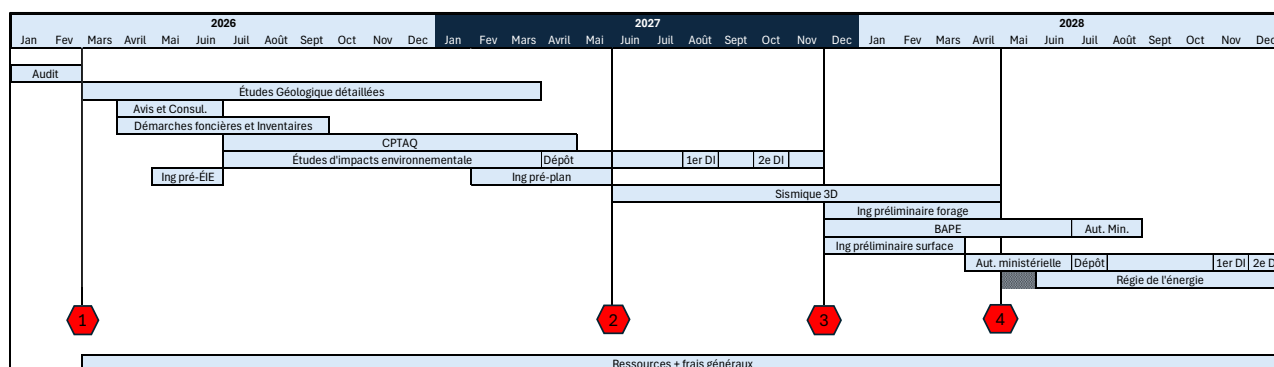 2026 2027 2028
Jan Fev Mars Avril Mai Juin Juil Août Sept Oct Nov Dec Jan Fev Mars Avril Mai Juin Juil Août Sept Oct Nov Dec Jan Fev Mars Avril Mai Juin Juil Août Sept Oct Nov Dec
Audit
Études Géologique détaillées
Avis et Consul.
Démarches foncières et Inventaires
CPTAQ
Études d'impacts environnementale Dépôt 1er DI 2e DI
Ing pré-ÉIE Ing pré-plan
Sismique 3D
Ing préliminaire forage
BAPE Aut. Min.
Ing préliminaire surface
Aut. ministérielle Dépôt 1er DI 2e D
Régie de l'énergie
1 2 3 4
Ressources + frais généraux